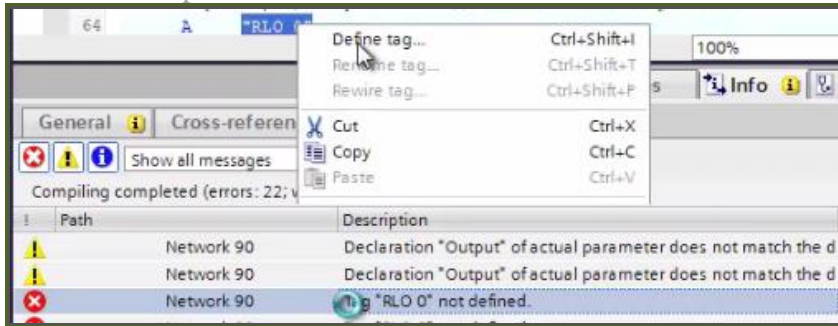 64 A "RLO 0"
Define tag... Ctrl+Shift+I
100%
Rename tag... Ctrl+Shift+T
Rewire tag... Ctrl+Shift+P
Info
General Cross-referen
Cut Ctrl+X
Show all messages
Copy Ctrl+C
Paste Ctrl+V
Compiling completed (errors: 22; w
! Path Description
Network 90 Declaration "Output" of actual parameter does not match the d
Network 90 Declaration "Output" of actual parameter does not match the d
Network 90 Tag "RLO 0" not defined.